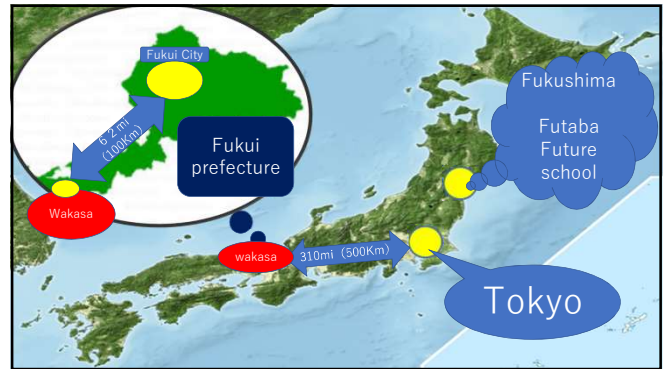 Fukui City
６２mi
(100Km)
Wakasa
Fukui
prefecture
Fukushima
Futaba
Future
school
wakasa
310mi（500Km）
Tokyo